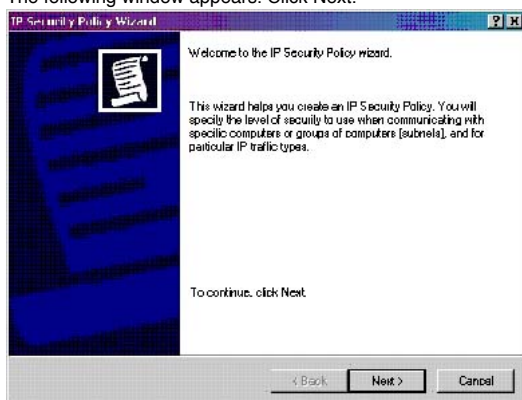 The following window appears. Click Next.
IP Security Policy Wizard
Welcome to the IP Security Policy wizard.
This wizard helps you create an IP Security Policy. You will
specify the level of security to use when communicating with
specific computers or groups of computers (subnets), and for
particular IP traffic types.
To continue, click Next.
< Back
Next >
Cancel